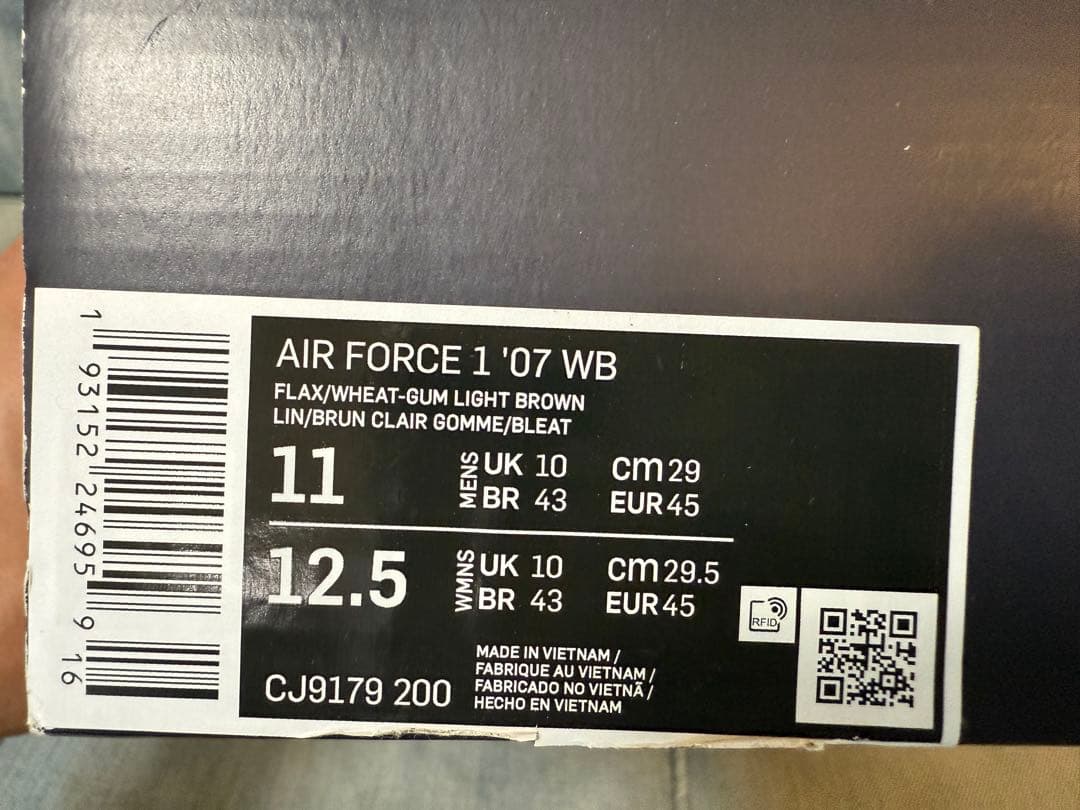 AIR FORCE 1 '07 WB
FLAX/WHEAT-GUM LIGHT BROWN
LIN/BRUN CLAIR GOMME/BLEAT
11 MENS UK 10 cm 29
BR 43 EUR 45
12.5 WMNS UK 10 cm 29.5
BR 43 EUR 45
RFID
CJ9179 200
MADE IN VIETNAM /
FABRIQUE AU VIETNAM /
FABRICADO NO VIETNÃ /
HECHO EN VIETNAM
1 93152 24695 9 16